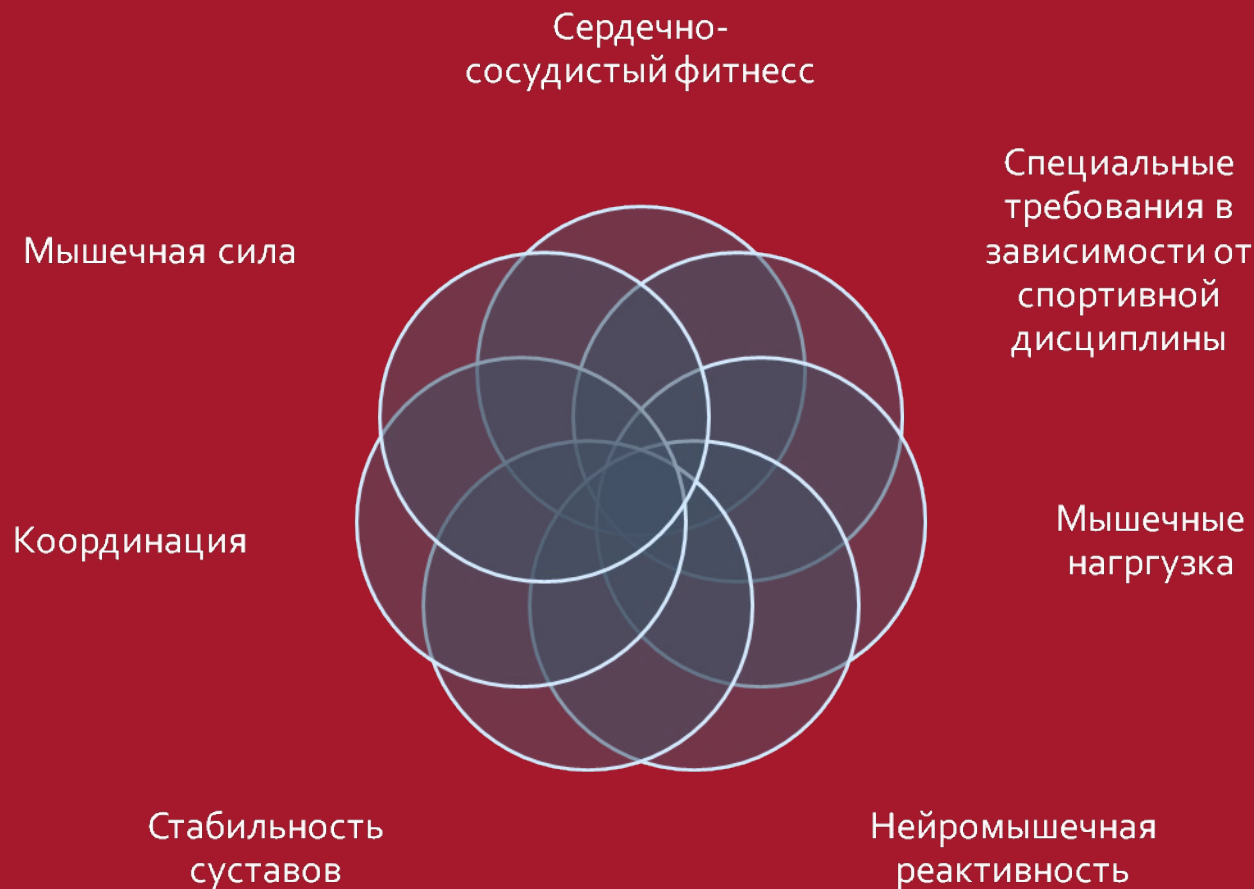 Сердечно-
сосудистый фитнесс
Специальные
требования в
зависимости от
спортивной
дисциплины
Мышечная сила
Мышечные
нагргузка
Координация
Нейромышечная
реактивность
Стабильность
суставов